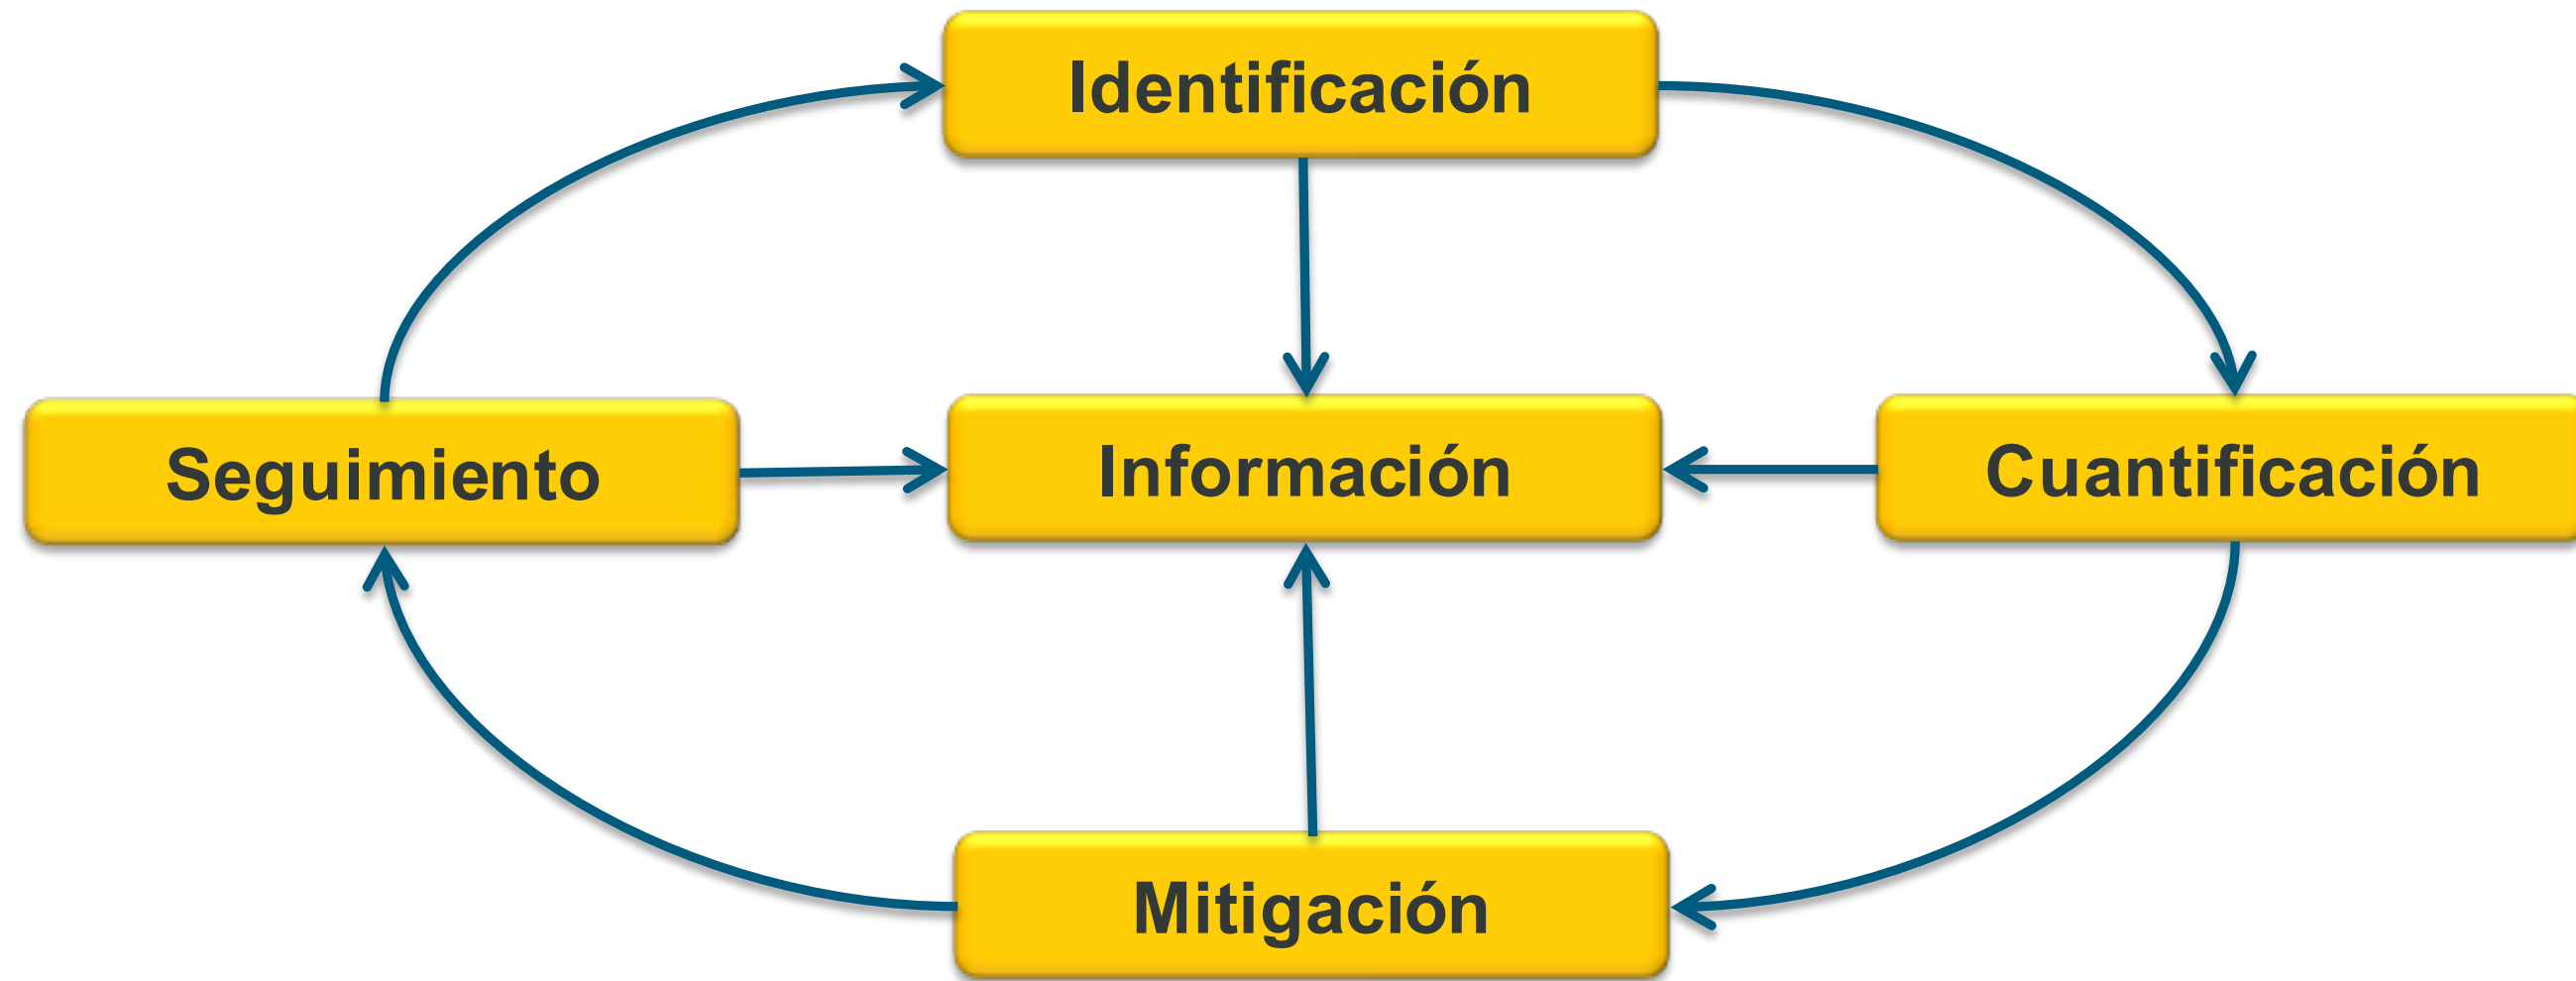 Identificación
Seguimiento
Información
Cuantificación
Mitigación